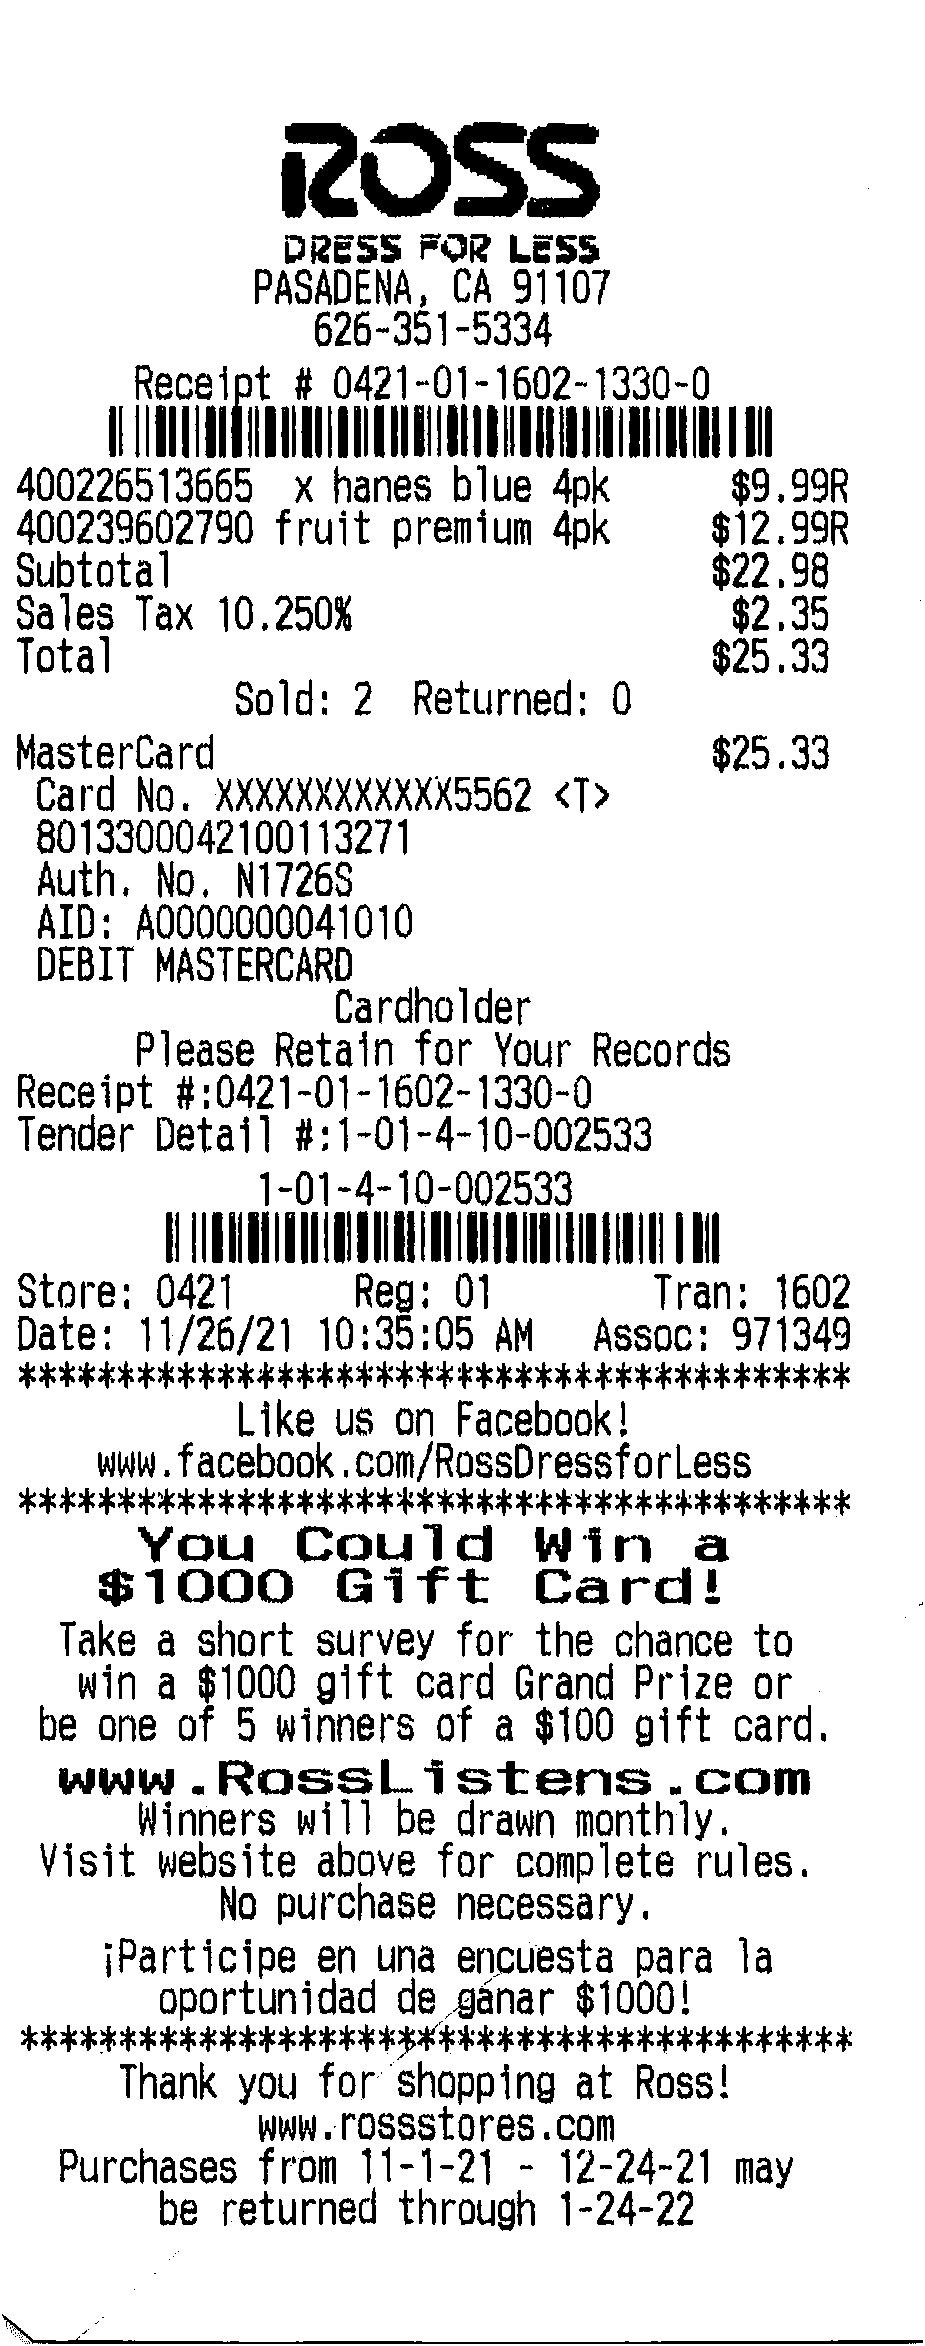 ROSS
DRESS FOR LESS
PASADENA, CA 91107
626-351-5334
Receipt # 0421-01-1602-1330-0
400226513665 x hanes blue 4pk $9.99R
400239602790 fruit premium 4pk $12.99R
Subtotal $22.98
Sales Tax 10.250% $2.35
Total $25.33
Sold: 2 Returned: 0
MasterCard $25.33
Card No. XXXXXXXXXXXX5562 <T>
8013300042100113271
Auth. No. N1726S
AID: A0000000041010
DEBIT MASTERCARD
Cardholder
Please Retain for Your Records
Receipt #:0421-01-1602-1330-0
Tender Detail #:1-01-4-10-002533
1-01-4-10-002533
Store: 0421 Reg: 01 Tran: 1602
Date: 11/26/21 10:35:05 AM Assoc: 971349
******************************************
Like us on Facebook!
www.facebook.com/RossDressforLess
******************************************
You Could Win a
$1000 Gift Card!
Take a short survey for the chance to
win a $1000 gift card Grand Prize or
be one of 5 winners of a $100 gift card.
www.RossListens.com
Winners will be drawn monthly.
Visit website above for complete rules.
No purchase necessary.
¡Participe en una encuesta para la
oportunidad de ganar $1000!
******************************************
Thank you for shopping at Ross!
www.rossstores.com
Purchases from 11-1-21 - 12-24-21 may
be returned through 1-24-22